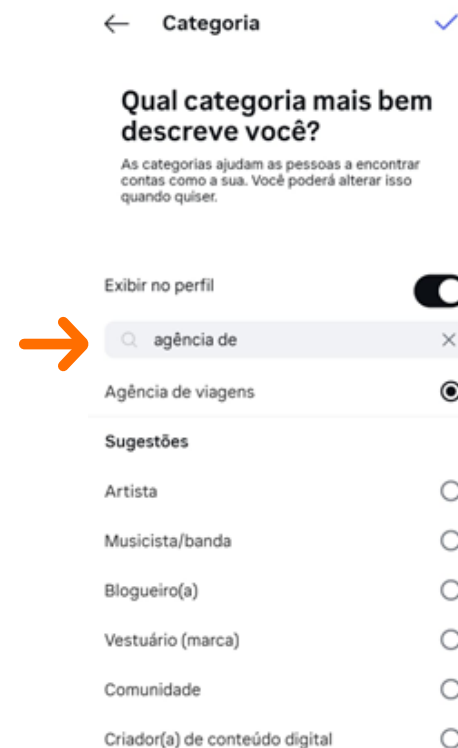 Categoria
Qual categoria mais bem
descreve você?
As categorias ajudam as pessoas a encontrar
contas como a sua. Você poderá alterar isso
quando quiser.
Exibir no perfil
agência de
Agência de viagens
Sugestões
Artista
Musicista/banda
Blogueiro(a)
Vestuário (marca)
Comunidade
Criador(a) de conteúdo digital